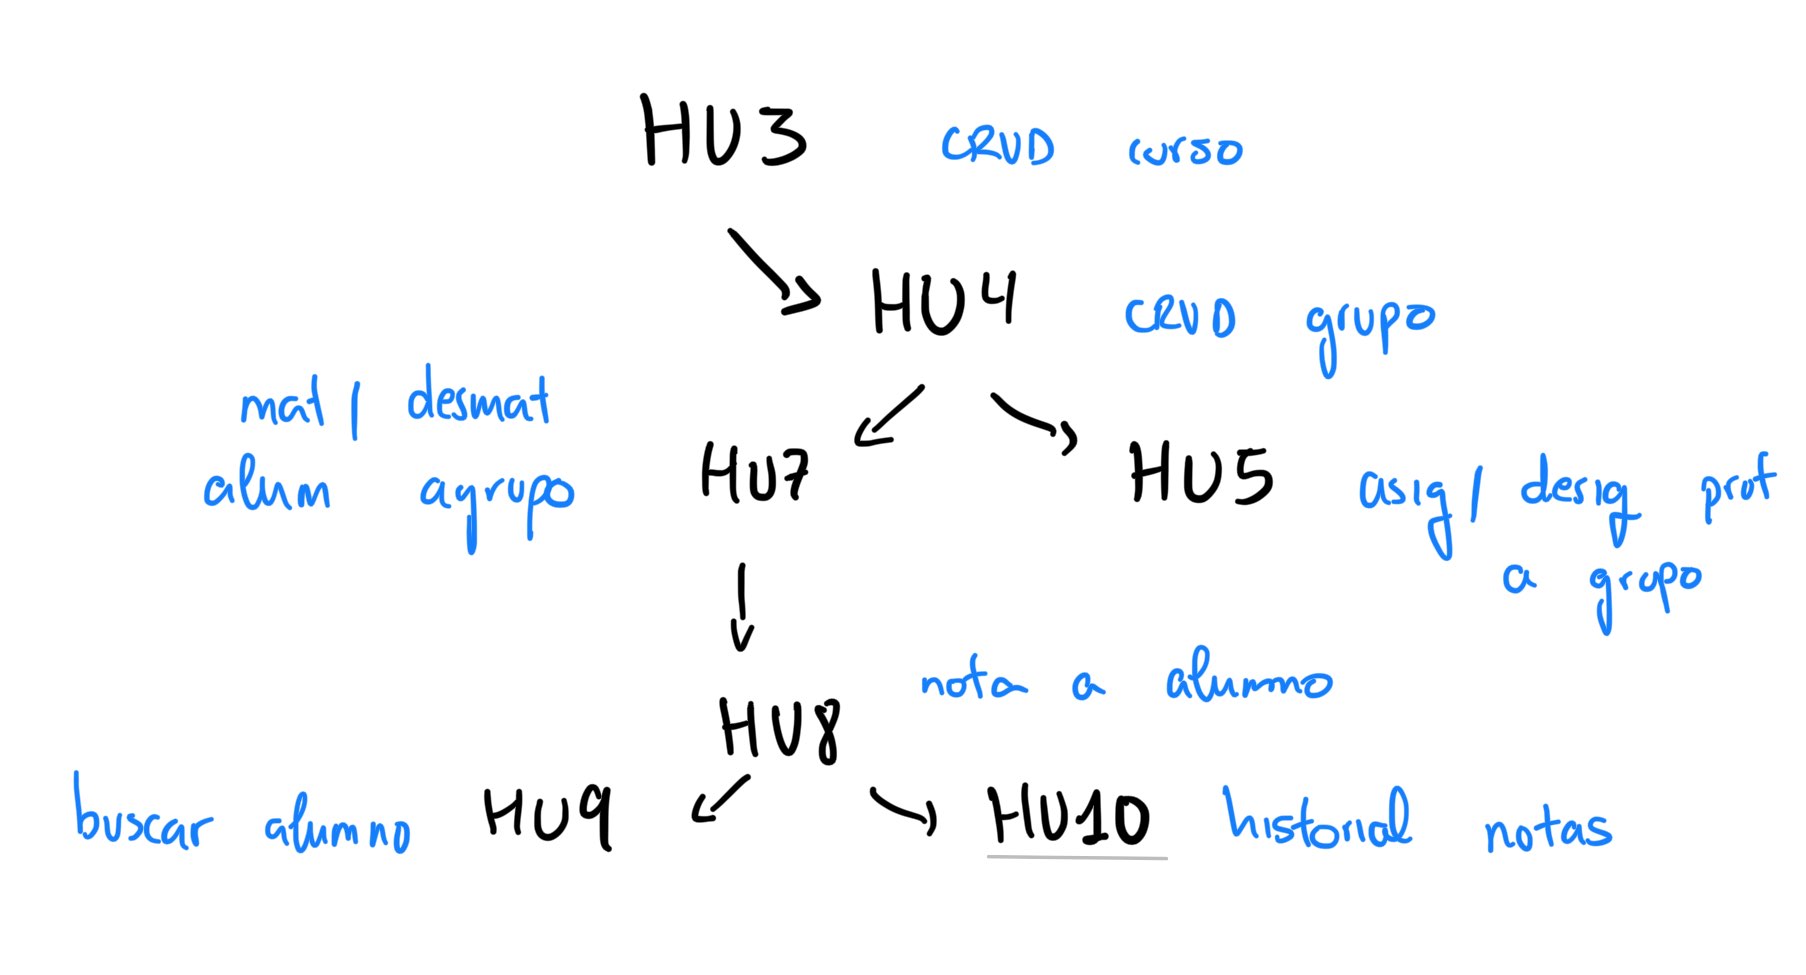 HU3 CRUD curso
HU4 CRUD grupo
mat/ desmat
alum agrupo
HU7
HU5 asig/ desig prof
a grupo
nota a alumno
HU8
buscar alumno HU9
HU10 historial notas